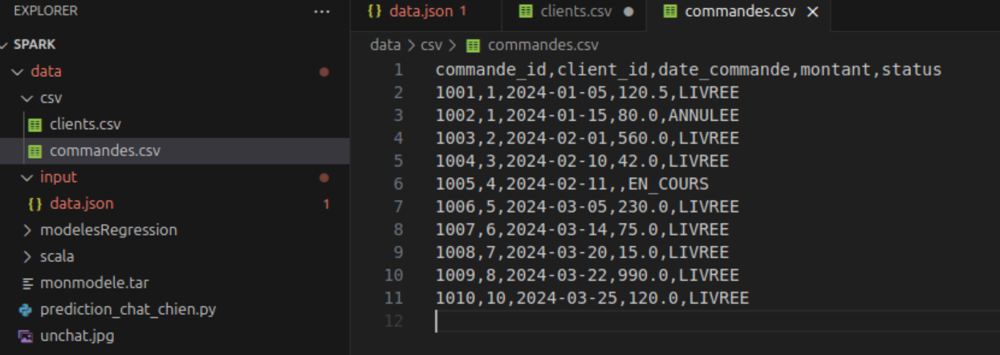 EXPLORER
...
SPARK
data
csv
clients.csv
commandes.csv
input
{} data.json 1
modelesRegression
scala
monmodele.tar
prediction_chat_chien.py
unchat.jpg
{} data.json 1
clients.csv
commandes.csv
data > csv > commandes.csv
1 commande_id,client_id,date_commande,montant,status
2 1001,1,2024-01-05,120.5,LIVREE
3 1002,1,2024-01-15,80.0,ANNULEE
4 1003,2,2024-02-01,560.0,LIVREE
5 1004,3,2024-02-10,42.0,LIVREE
6 1005,4,2024-02-11,,EN_COURS
7 1006,5,2024-03-05,230.0,LIVREE
8 1007,6,2024-03-14,75.0,LIVREE
9 1008,7,2024-03-20,15.0,LIVREE
10 1009,8,2024-03-22,990.0,LIVREE
11 1010,10,2024-03-25,120.0,LIVREE
12